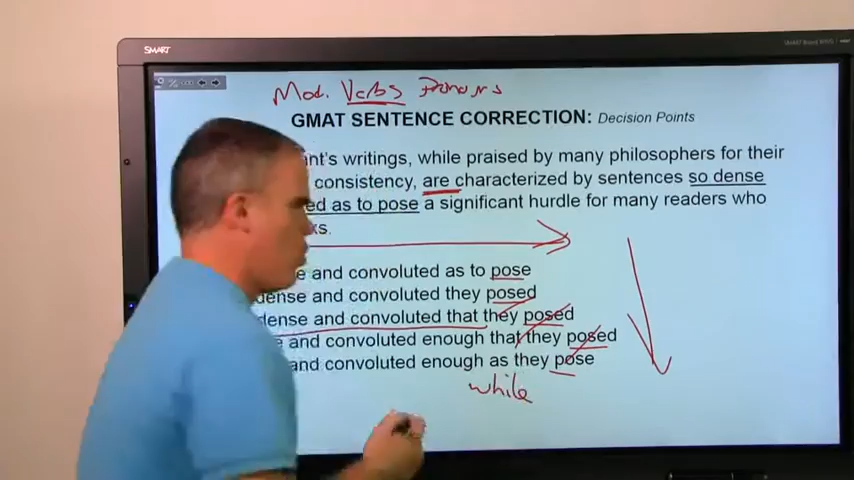 SMART
Mod. Verbs Pronouns
GMAT SENTENCE CORRECTION: Decision Points
nt's writings, while praised by many philosophers for their
consistency, are characterized by sentences so dense
ed as to pose a significant hurdle for many readers who
ks.
e and convoluted as to pose
dense and convoluted they posed
dense and convoluted that they posed
e and convoluted enough that they posed
and convoluted enough as they pose
while